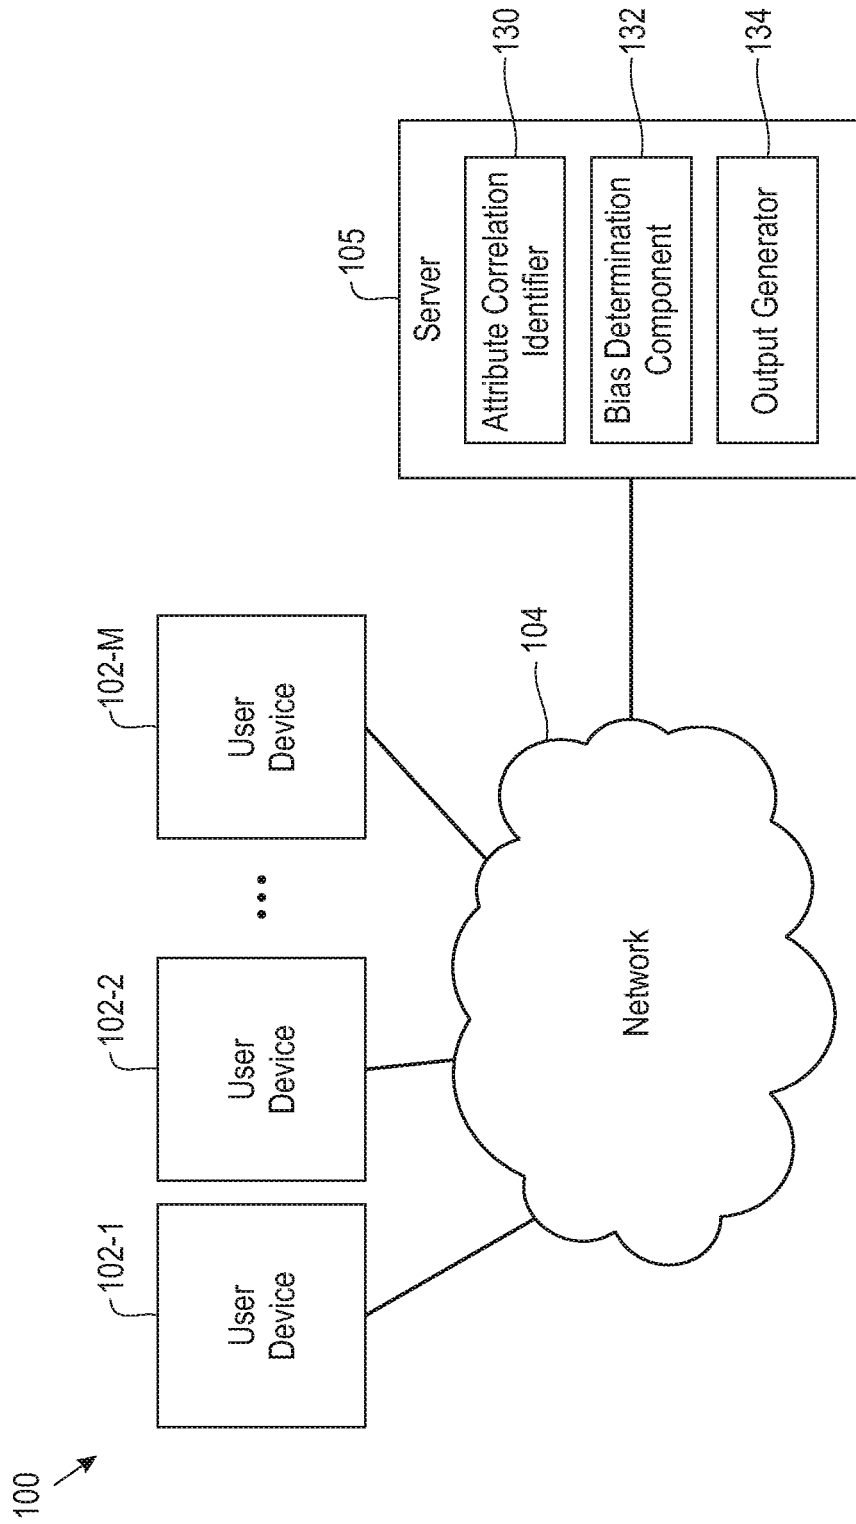 100
102-1
User
Device
102-2
User
Device
...
102-M
User
Device
104
Network
105
Server
Attribute Correlation
Identifier
130
Bias Determination
Component
132
Output Generator
134